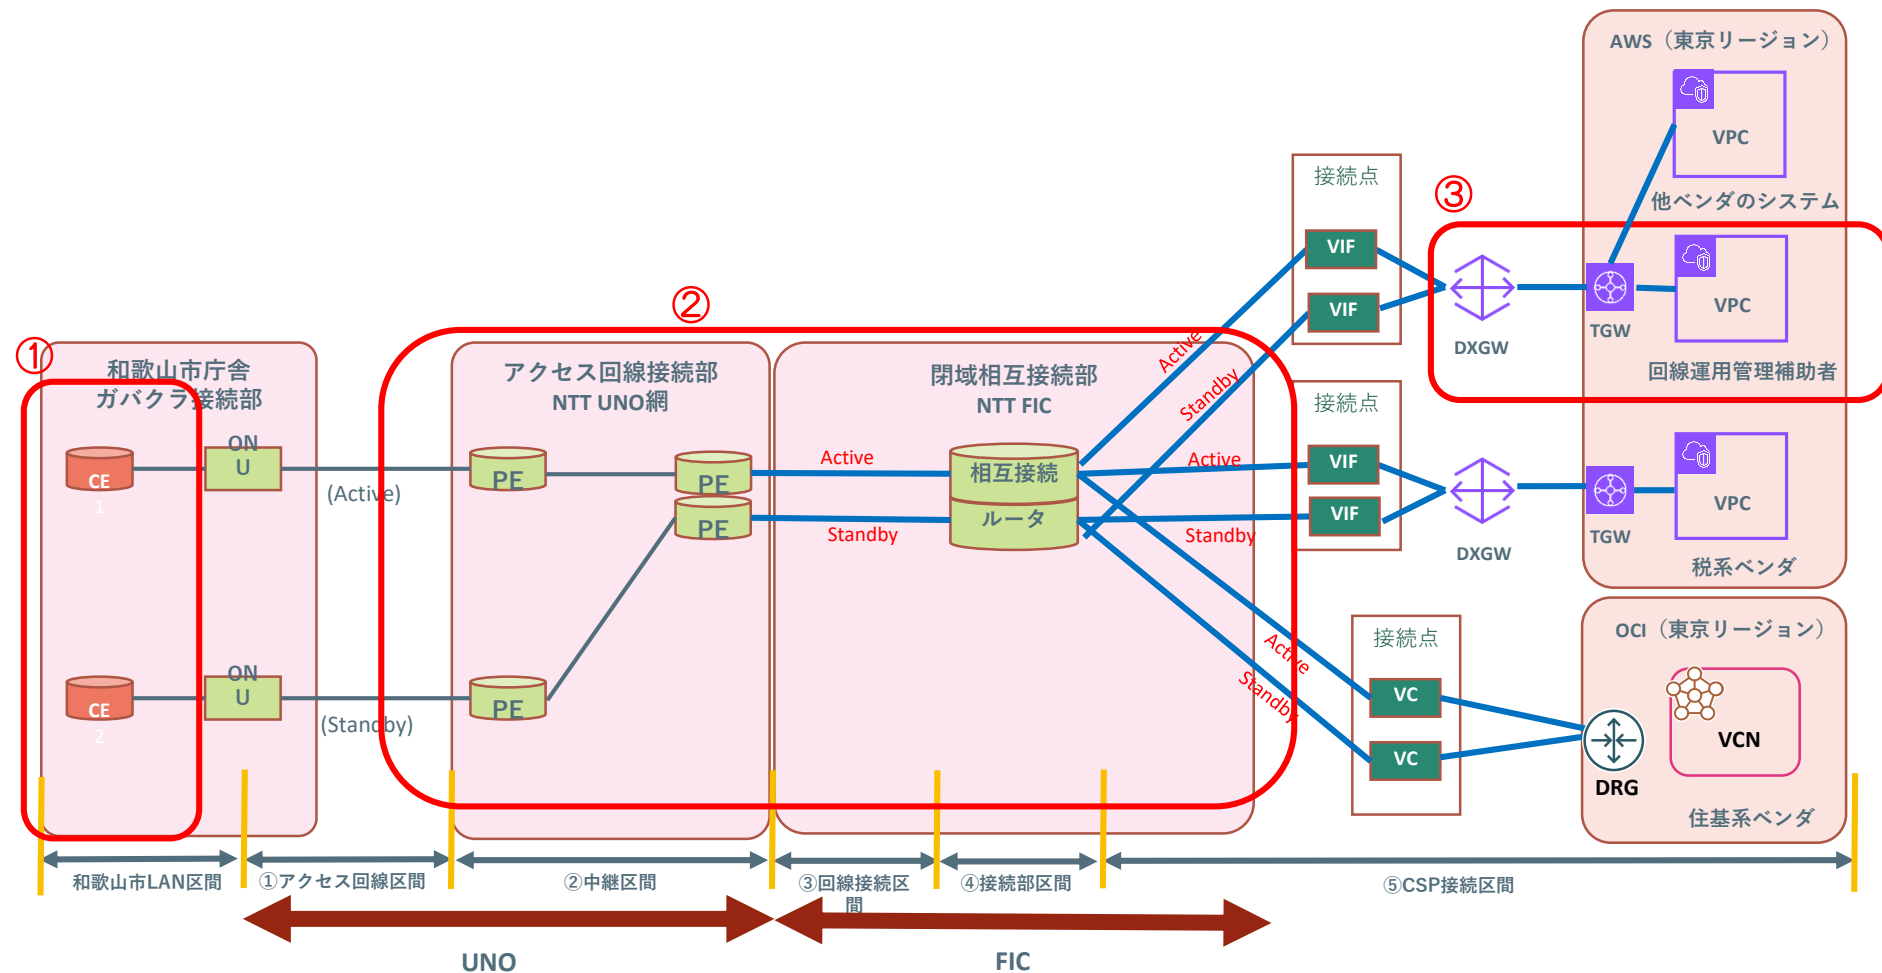 AWS（東京リージョン）
VPC
他ベンダのシステム
接続点
③
VIF
VIF
DXGW
TGW
VPC
回線運用管理補助者
①
②
和歌山市庁舎
ガバクラ接続部
アクセス回線接続部
NTT UNO網
閉域相互接続部
NTT FIC
Active
Standby
接続点
CE
1
ON
U
(Active)
PE
PE
PE
Active
Standby
相互接続
ルータ
Active
Standby
VIF
VIF
DXGW
TGW
VPC
税系ベンダ
CE
2
ON
U
(Standby)
PE
Active
Standby
接続点
VC
VC
OCI（東京リージョン）
VCN
DRG
住基系ベンダ
和歌山市LAN区間
①アクセス回線区間
②中継区間
③回線接続区
間
④接続部区間
⑤CSP接続区間
UNO
FIC